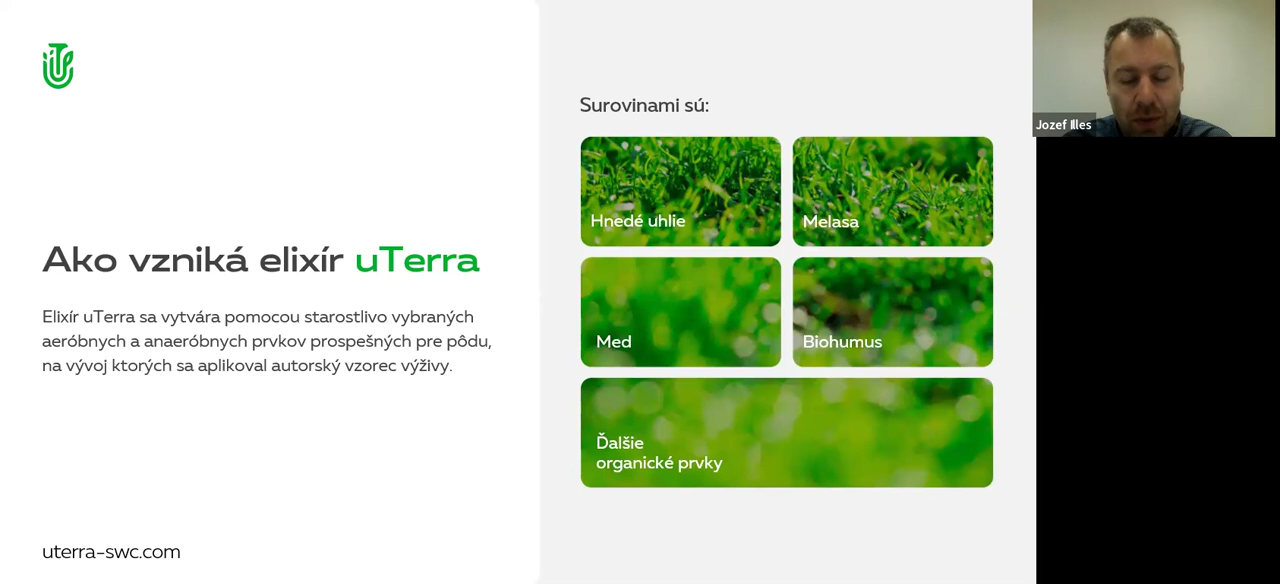 Ako vzniká elixír uTerra
Elixír uTerra sa vytvára pomocou starostlivo vybraných
aeróbnych a anaeróbnych prvkov prospešných pre pôdu,
na vývoj ktorých sa aplikoval autorský vzorec výživy.
uterra-swc.com
Surovinami sú:
Hnedé uhlie
Melasa
Med
Biohumus
Ďalšie
organické prvky
Jozef Illes